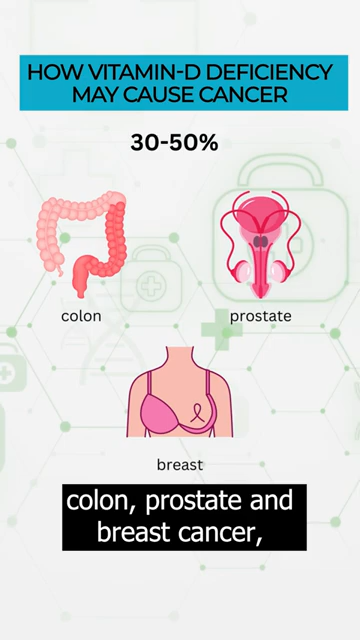 HOW VITAMIN-D DEFICIENCY
MAY CAUSE CANCER
30-50%
colon
prostate
breast
colon, prostate and
breast cancer,